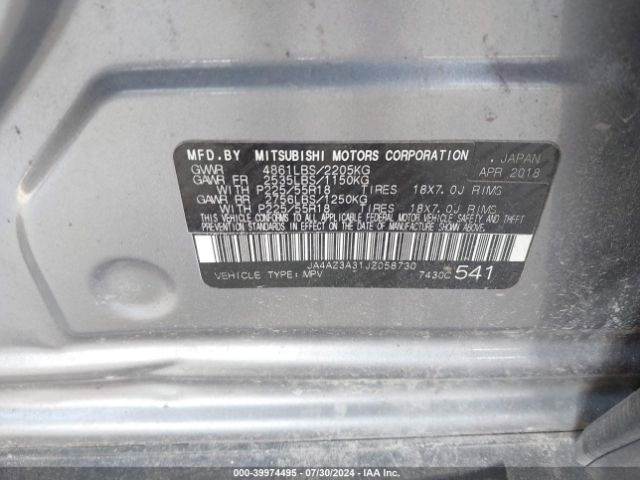 MFD.BY MITSUBISHI MOTORS CORPORATION , JAPAN
GWWR 4861LBS/2205KG APR 2018
GAWR FR 2535LBS/1150KG
WITH P225/55R18 TIRES 18X7.0J RIMS
GAWR RR 2756LBS/1250KG
WITH P225/55R18 TIRES 18X7.0J RIMS
THIS VEHICLE CONFORMS TO ALL APPLICABLE FEDERAL MOTOR VEHICLE SAFETY AND THEFT
PREVENTION STANDARDS IN EFFECT ON THE DATE OF MANUFACTURE SHOWN ABOVE.
JA4AZ3A31JZ058730
VEHICLE TYPE: MPV 7430C 541
000-39974495 - 07/30/2024 - IAA Inc.